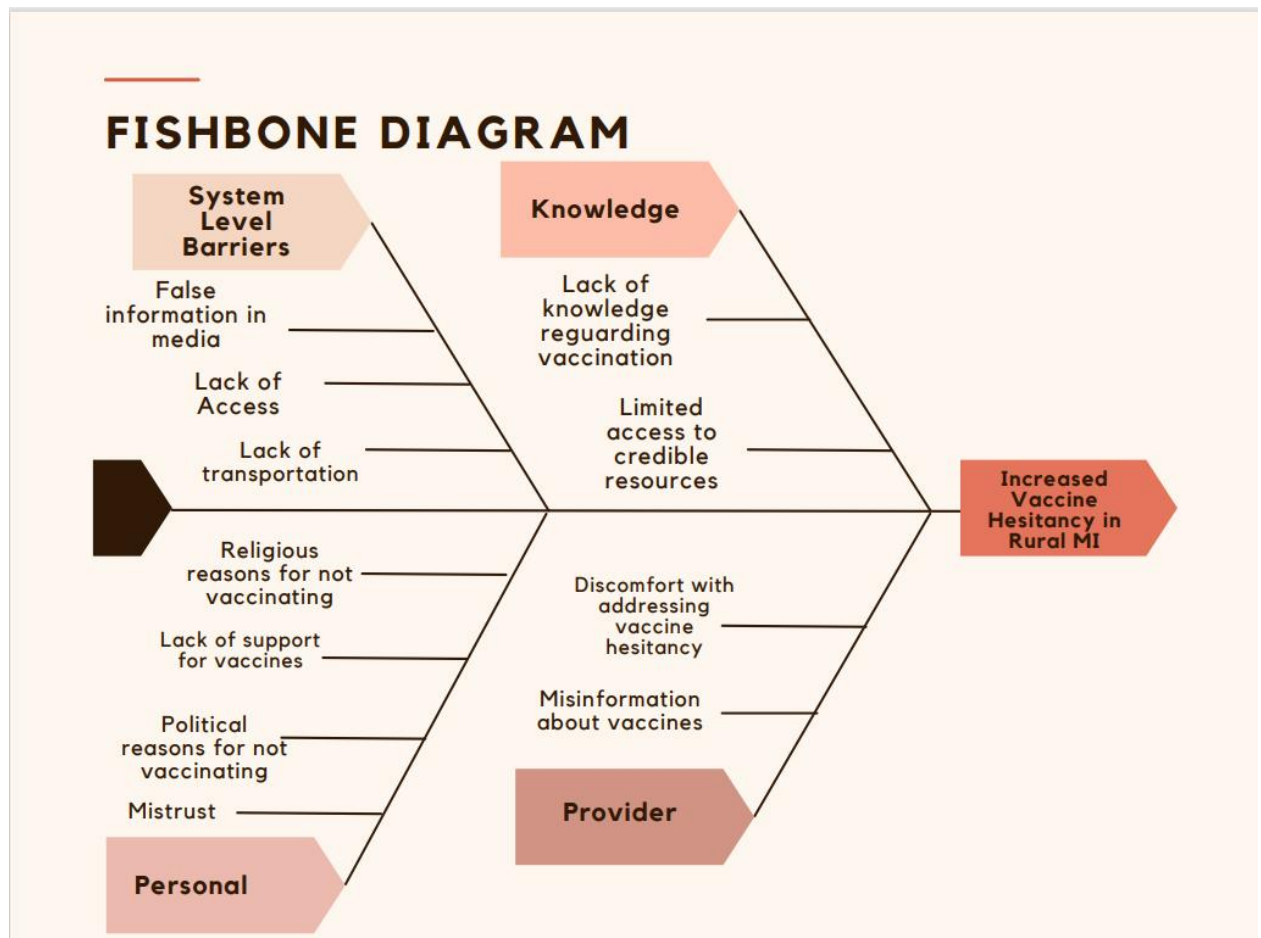 FISHBONE DIAGRAM
System
Level
Barriers
False
information in
media
Lack of
Access
Lack of
transportation
Knowledge
Lack of
knowledge
reguarding
vaccination
Limited
access to
credible
resources
Increased
Vaccine
Hesitancy in
Rural MI
Religious
reasons for not
vaccinating
Lack of support
for vaccines
Political
reasons for not
vaccinating
Mistrust
Personal
Discomfort with
addressing
vaccine
hesitancy
Misinformation
about vaccines
Provider